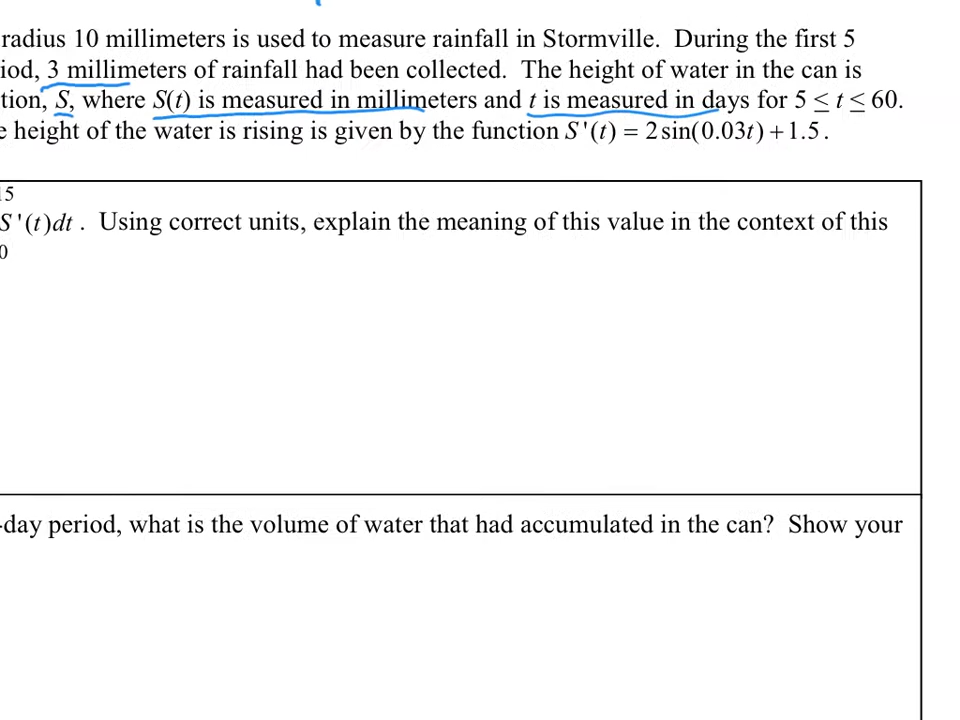 radius 10 millimeters is used to measure rainfall in Stormville. During the first 5
iod, 3 millimeters of rainfall had been collected. The height of water in the can is
tion, S, where S(t) is measured in millimeters and t is measured in days for 5 ≤ t ≤ 60.
e height of the water is rising is given by the function S'(t) = 2sin(0.03t) + 1.5.
15
S'(t)dt. Using correct units, explain the meaning of this value in the context of this
0
-day period, what is the volume of water that had accumulated in the can? Show your